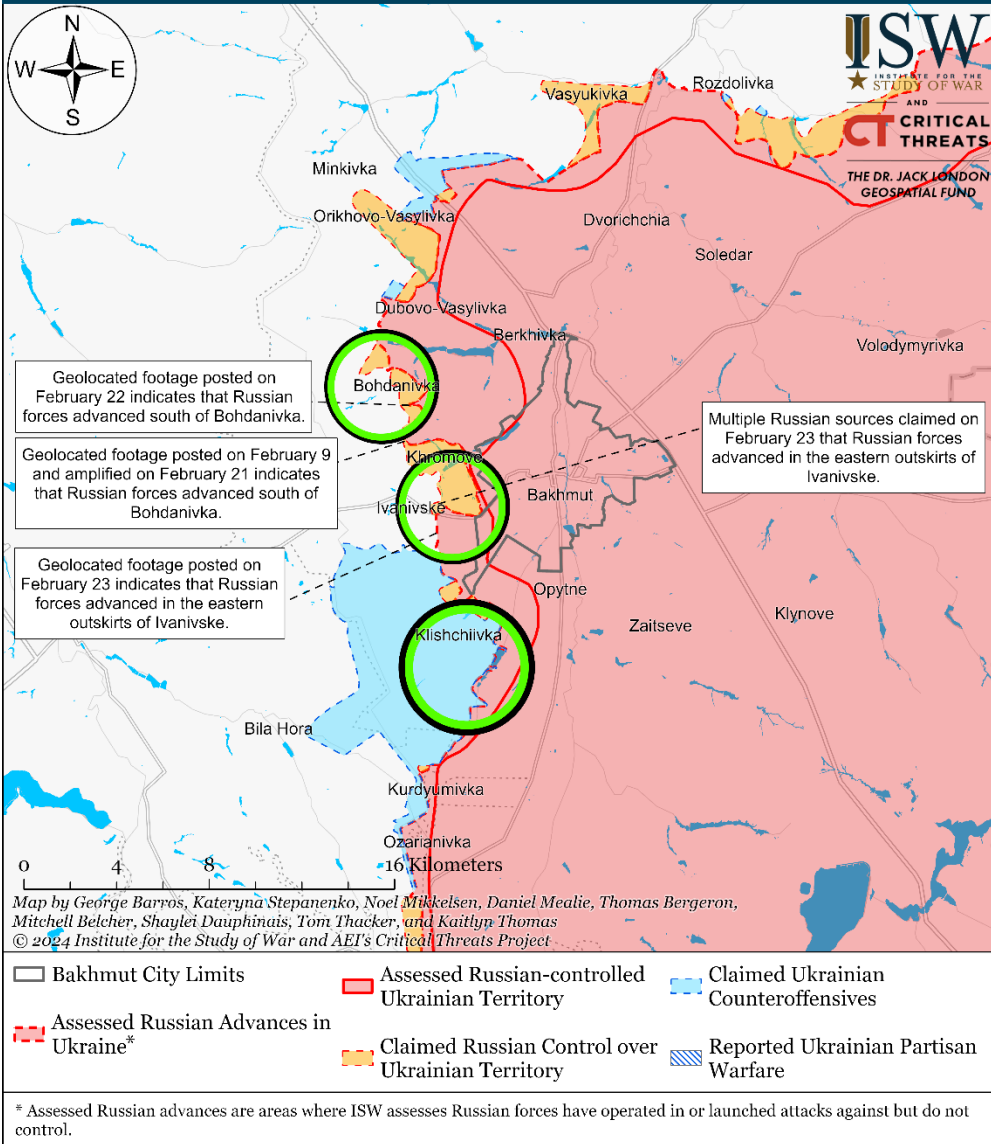 N
W E
S
ISW
INSTITUTE FOR THE
STUDY OF WAR
AND
CT CRITICAL
THREATS
THE DR. JACK LONDON
GEOSPATIAL FUND
Vasyukivka
Rozdolivka
Minkivka
Orikhovo-Vasylivka
Dvorichchia
Soledar
Dubovo-Vasylivka
Berkhivka
Volodymyrivka
Geolocated footage posted on
February 22 indicates that Russian
forces advanced south of Bohdanivka.
Bohdanivka
Multiple Russian sources claimed on
February 23 that Russian forces
advanced in the eastern outskirts of
Ivanivske.
Geolocated footage posted on February 9
and amplified on February 21 indicates
that Russian forces advanced south of
Bohdanivka.
Khromove
Bakhmut
Ivanivske
Geolocated footage posted on
February 23 indicates that Russian
forces advanced in the eastern
outskirts of Ivanivske.
Opytne
Klishchiivka
Zaitseve
Klynove
Bila Hora
Kurdyumivka
Ozarianivka
0 4 8 16 Kilometers
Map by George Barros, Kateryna Stepanenko, Noel Mikkelsen, Daniel Mealie, Thomas Bergeron,
Mitchell Belcher, Shaylei Dauphinais, Tom Thacker, and Kaitlyn Thomas
© 2024 Institute for the Study of War and AEI's Critical Threats Project
Bakhmut City Limits
Assessed Russian Advances in
Ukraine*
Assessed Russian-controlled
Ukrainian Territory
Claimed Russian Control over
Ukrainian Territory
Claimed Ukrainian
Counteroffensives
Reported Ukrainian Partisan
Warfare
* Assessed Russian advances are areas where ISW assesses Russian forces have operated in or launched attacks against but do not
control.